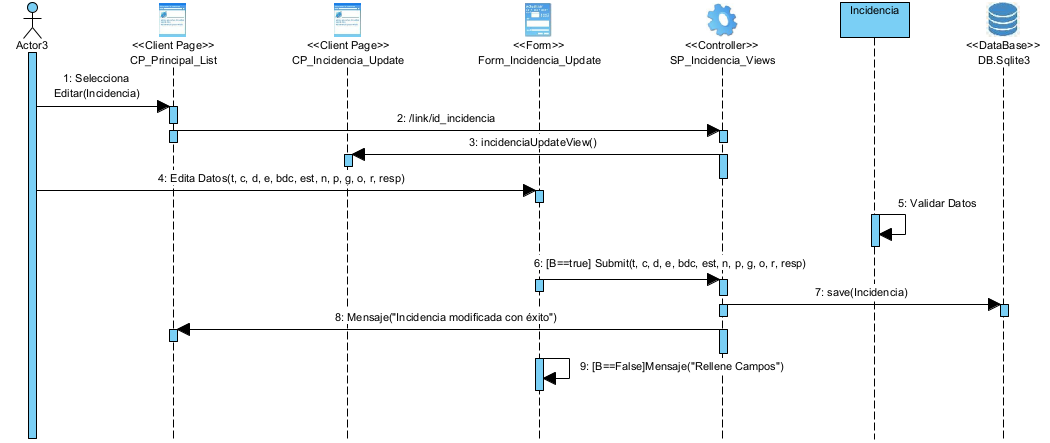 Incidencia
Actor3
<<Client Page>>
CP_Principal_List
<<Client Page>>
CP_Incidencia_Update
<<Form>>
Form_Incidencia_Update
<<Controller>>
SP_Incidencia_Views
<<DataBase>>
DB.Sqlite3
1: Selecciona
Editar(Incidencia)
2: /link/id_incidencia
3: incidenciaUpdateView()
4: Edita Datos(t, c, d, e, bdc, est, n, p, g, o, r, resp)
5: Validar Datos
6: [B==true] Submit(t, c, d, e, bdc, est, n, p, g, o, r, resp)
7: save(Incidencia)
8: Mensaje("Incidencia modificada con éxito")
9: [B==False]Mensaje("Rellene Campos")